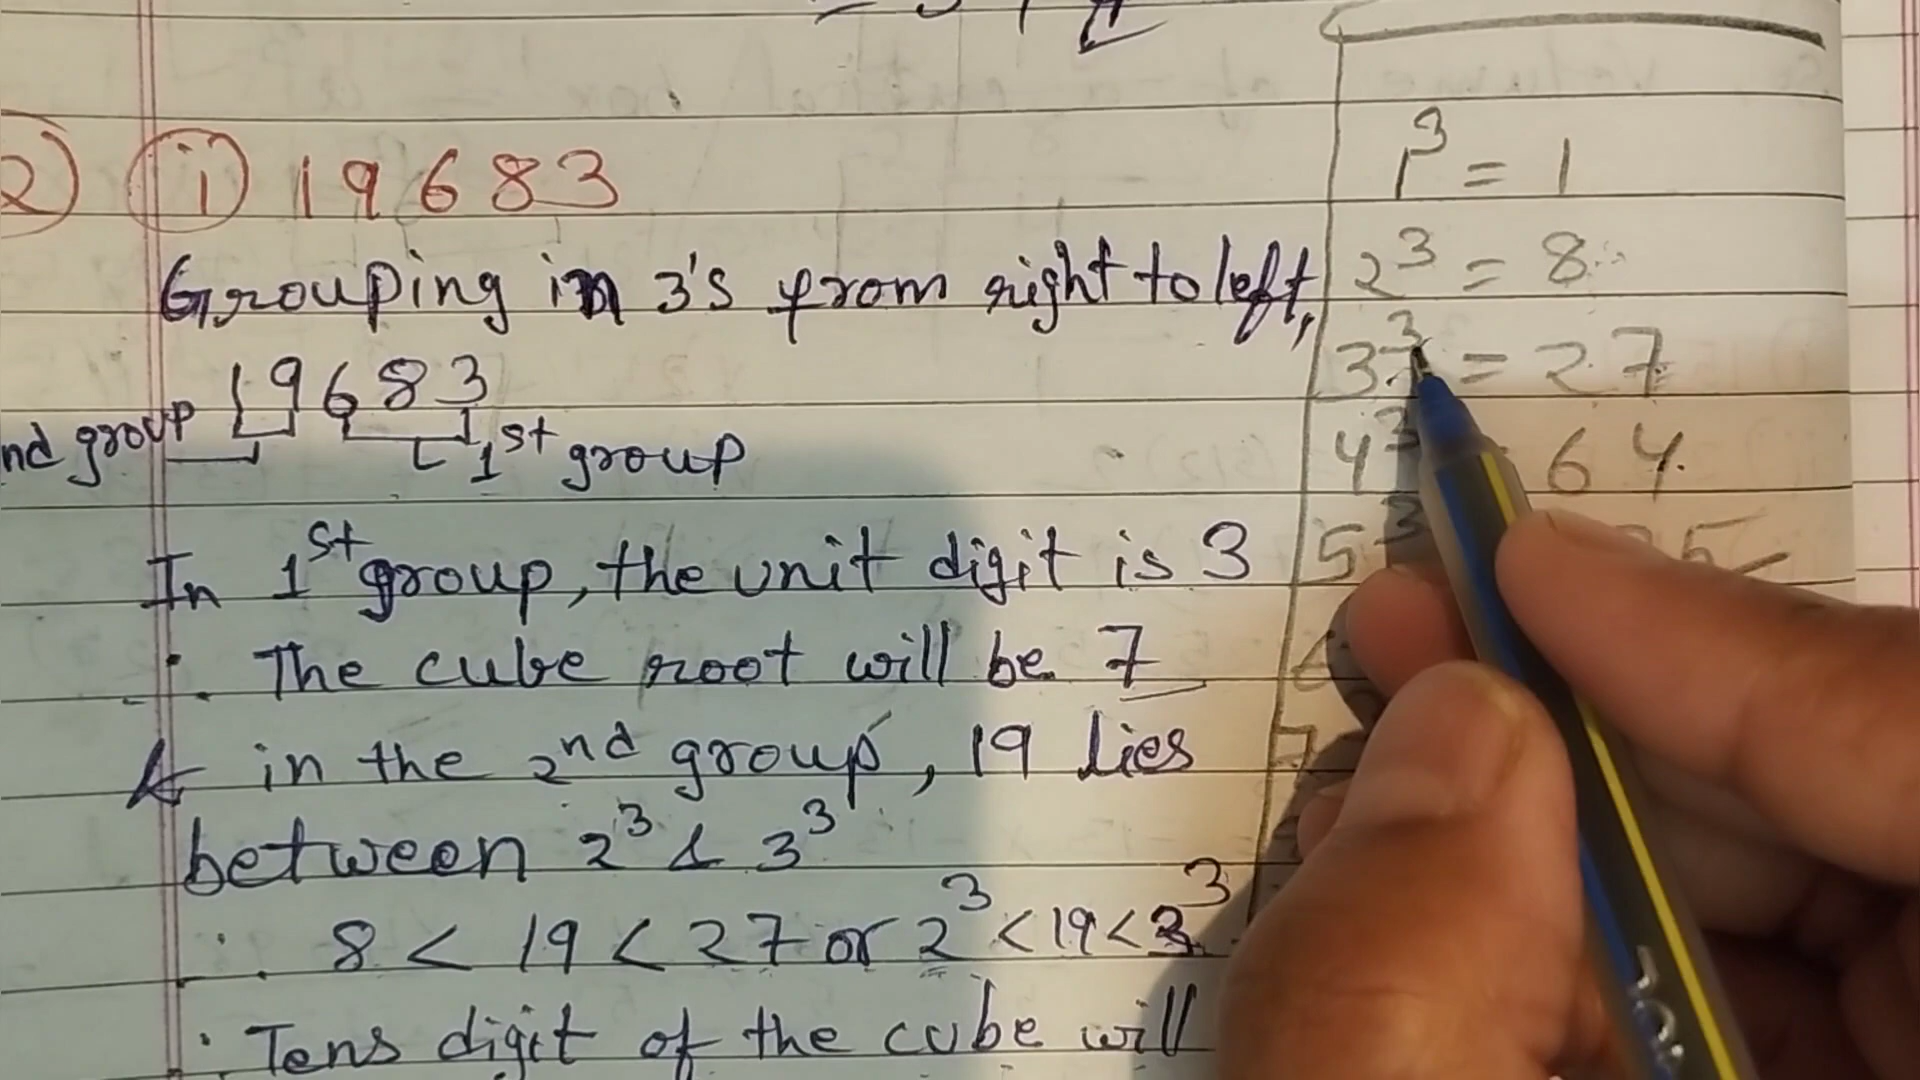 2) i) 19683
Grouping in 3's from right to left,
19683
nd group
1st group
In 1st group, the unit digit is 3
∴ The cube root will be 7
& in the 2nd group, 19 lies
between 2³ & 3³
∴ 8 < 19 < 27 or 2³ < 19 < 3³
∴ Tens digit of the cube will
1³ = 1
2³ = 8
3³ = 27
4³ = 64
5³